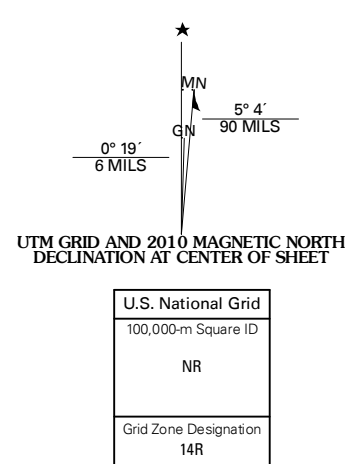 MN
5° 4´
90 MILS
GN
0° 19´
6 MILS
UTM GRID AND 2010 MAGNETIC NORTH
DECLINATION AT CENTER OF SHEET
U.S. National Grid
100,000-m Square ID
NR
Grid Zone Designation
14R